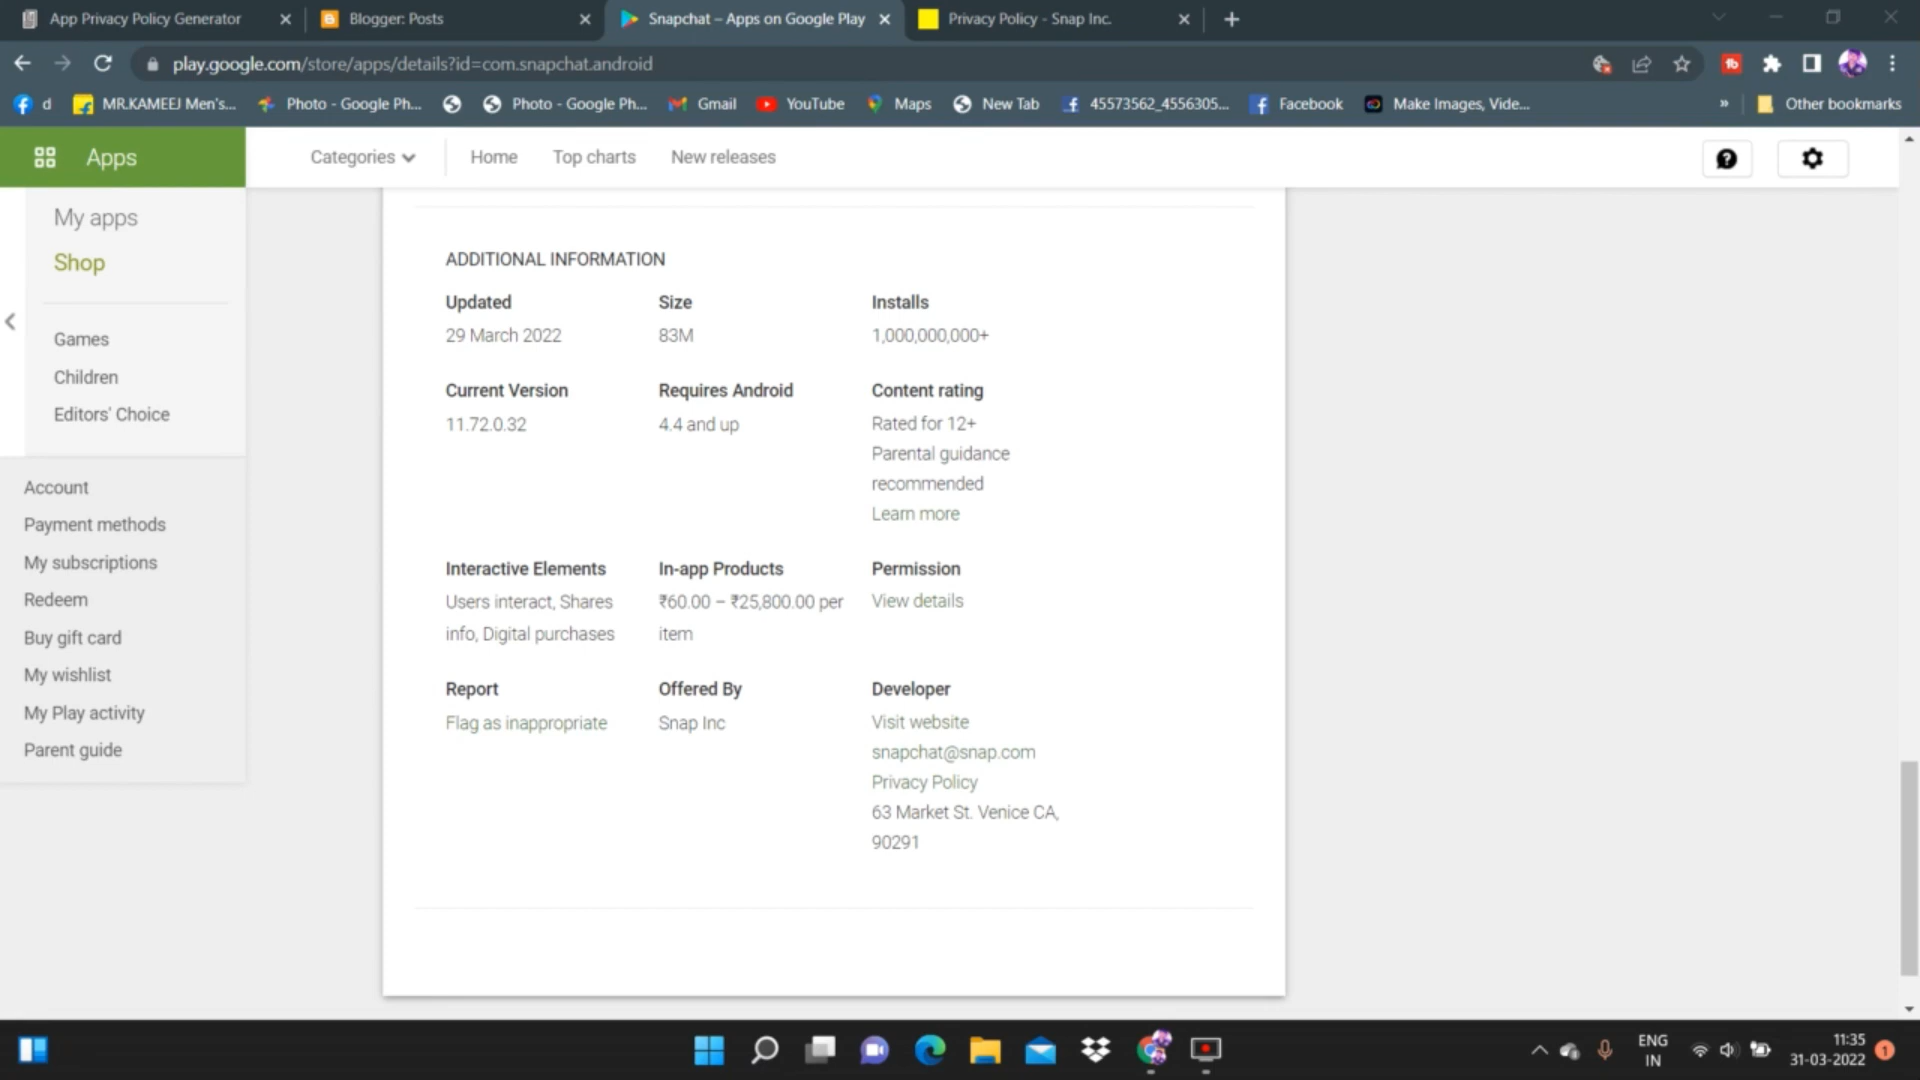 App Privacy Policy Generator
Blogger: Posts
Snapchat – Apps on Google Play
Privacy Policy - Snap Inc.
play.google.com/store/apps/details?id=com.snapchat.android
d
MR.KAMEEJ Men's...
Photo - Google Ph...
Photo - Google Ph...
Gmail
YouTube
Maps
New Tab
45573562_4556305...
Facebook
Make Images, Vide...
»
Other bookmarks
Apps
Categories
Home
Top charts
New releases
My apps
Shop
Games
Children
Editors' Choice
Account
Payment methods
My subscriptions
Redeem
Buy gift card
My wishlist
My Play activity
Parent guide
ADDITIONAL INFORMATION
Updated
29 March 2022
Size
83M
Installs
1,000,000,000+
Current Version
11.72.0.32
Requires Android
4.4 and up
Content rating
Rated for 12+
Parental guidance
recommended
Learn more
Interactive Elements
Users interact, Shares
info, Digital purchases
In-app Products
₹60.00 – ₹25,800.00 per
item
Permission
View details
Report
Flag as inappropriate
Offered By
Snap Inc
Developer
Visit website
snapchat@snap.com
Privacy Policy
63 Market St. Venice CA,
90291
ENG
IN
11:35
31-03-2022
1